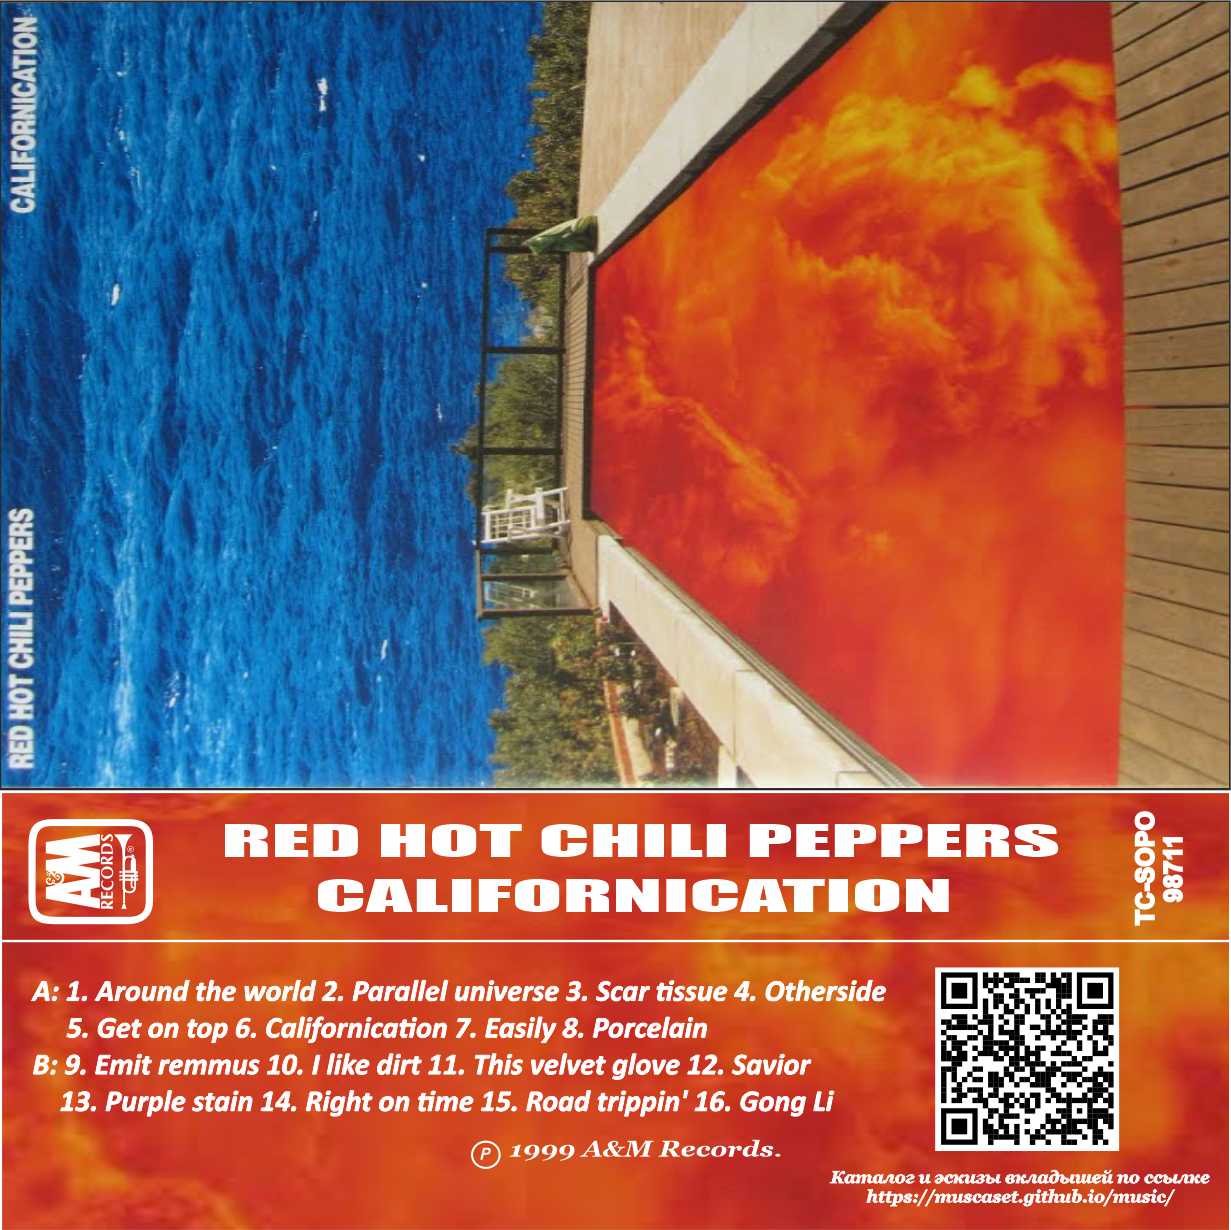 CALIFORNICATION
RED HOT CHILI PEPPERS
A&M
RECORDS
®
RED HOT CHILI PEPPERS
CALIFORNICATION
TC-SOPO
98711
A: 1. Around the world 2. Parallel universe 3. Scar tissue 4. Otherside
5. Get on top 6. Californication 7. Easily 8. Porcelain
B: 9. Emit remmus 10. I like dirt 11. This velvet glove 12. Savior
13. Purple stain 14. Right on time 15. Road trippin' 16. Gong Li
Ⓟ 1999 A&M Records.
Каталог и эскизы вкладышей по ссылке
https://muscaset.github.io/music/